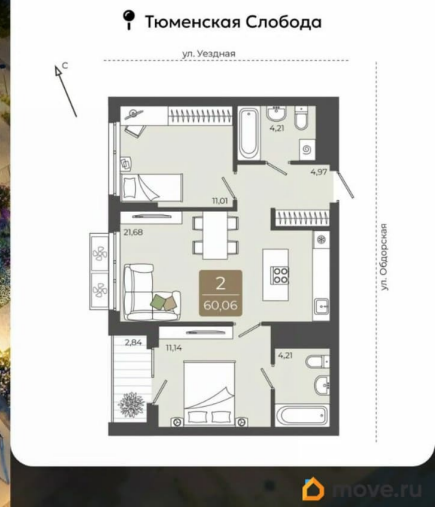 Тюменская Слобода
ул. Уездная
С
4,21
4,97
11,01
21,68
2
60,06
ул. Обдорская
2,84
11,14
4,21
move.ru